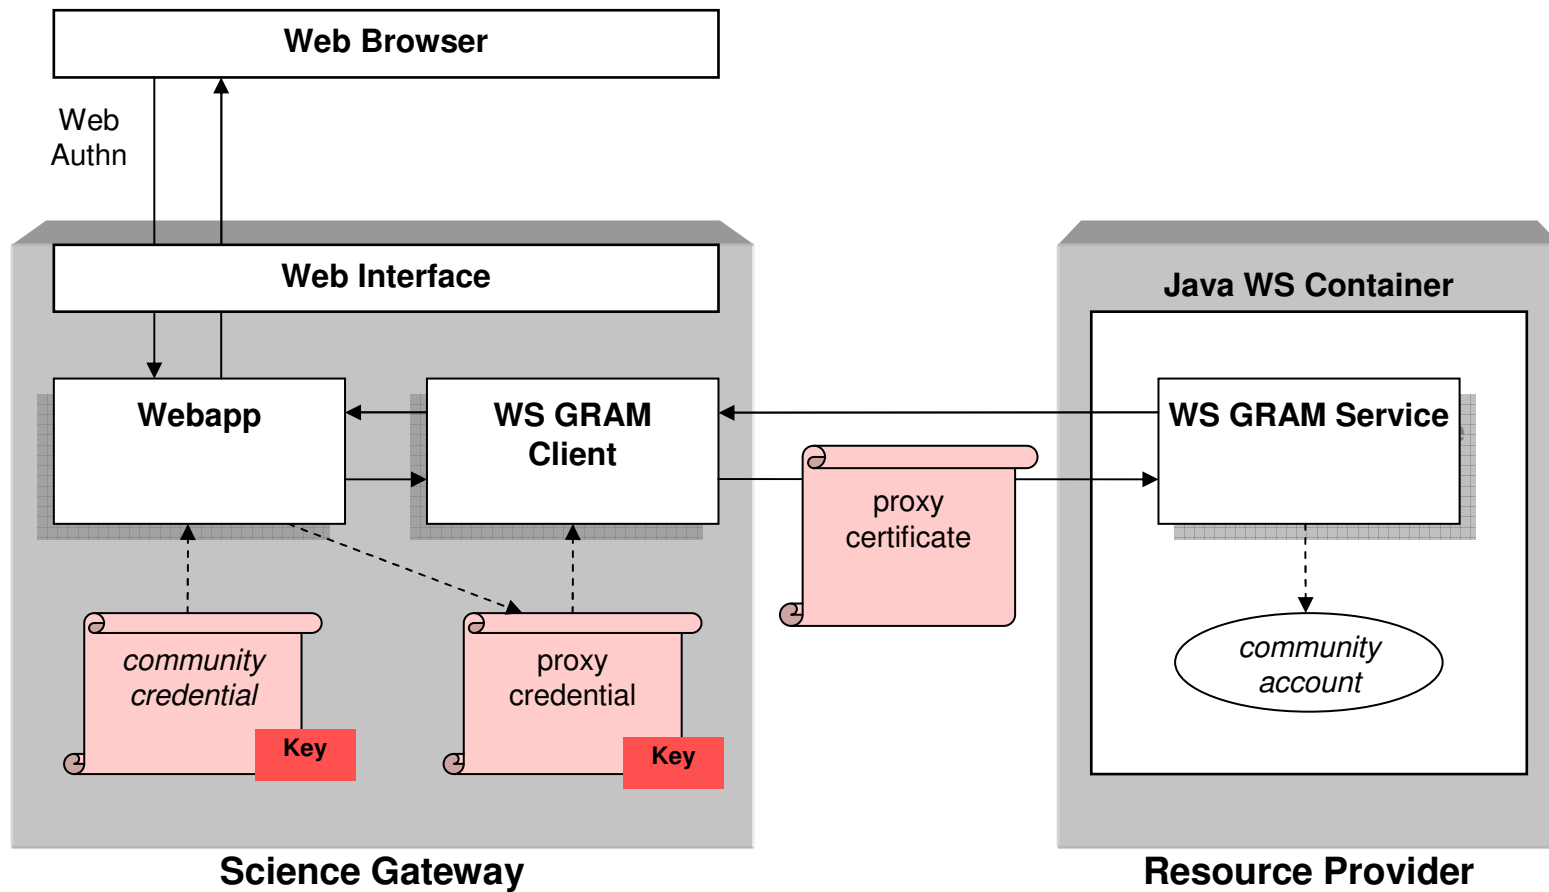 Web Browser
Web
Authn
Web Interface
Java WS Container
Webapp
WS GRAM
Client
WS GRAM Service
proxy
certificate
community
credential
Key
proxy
credential
Key
community
account
Science Gateway
Resource Provider